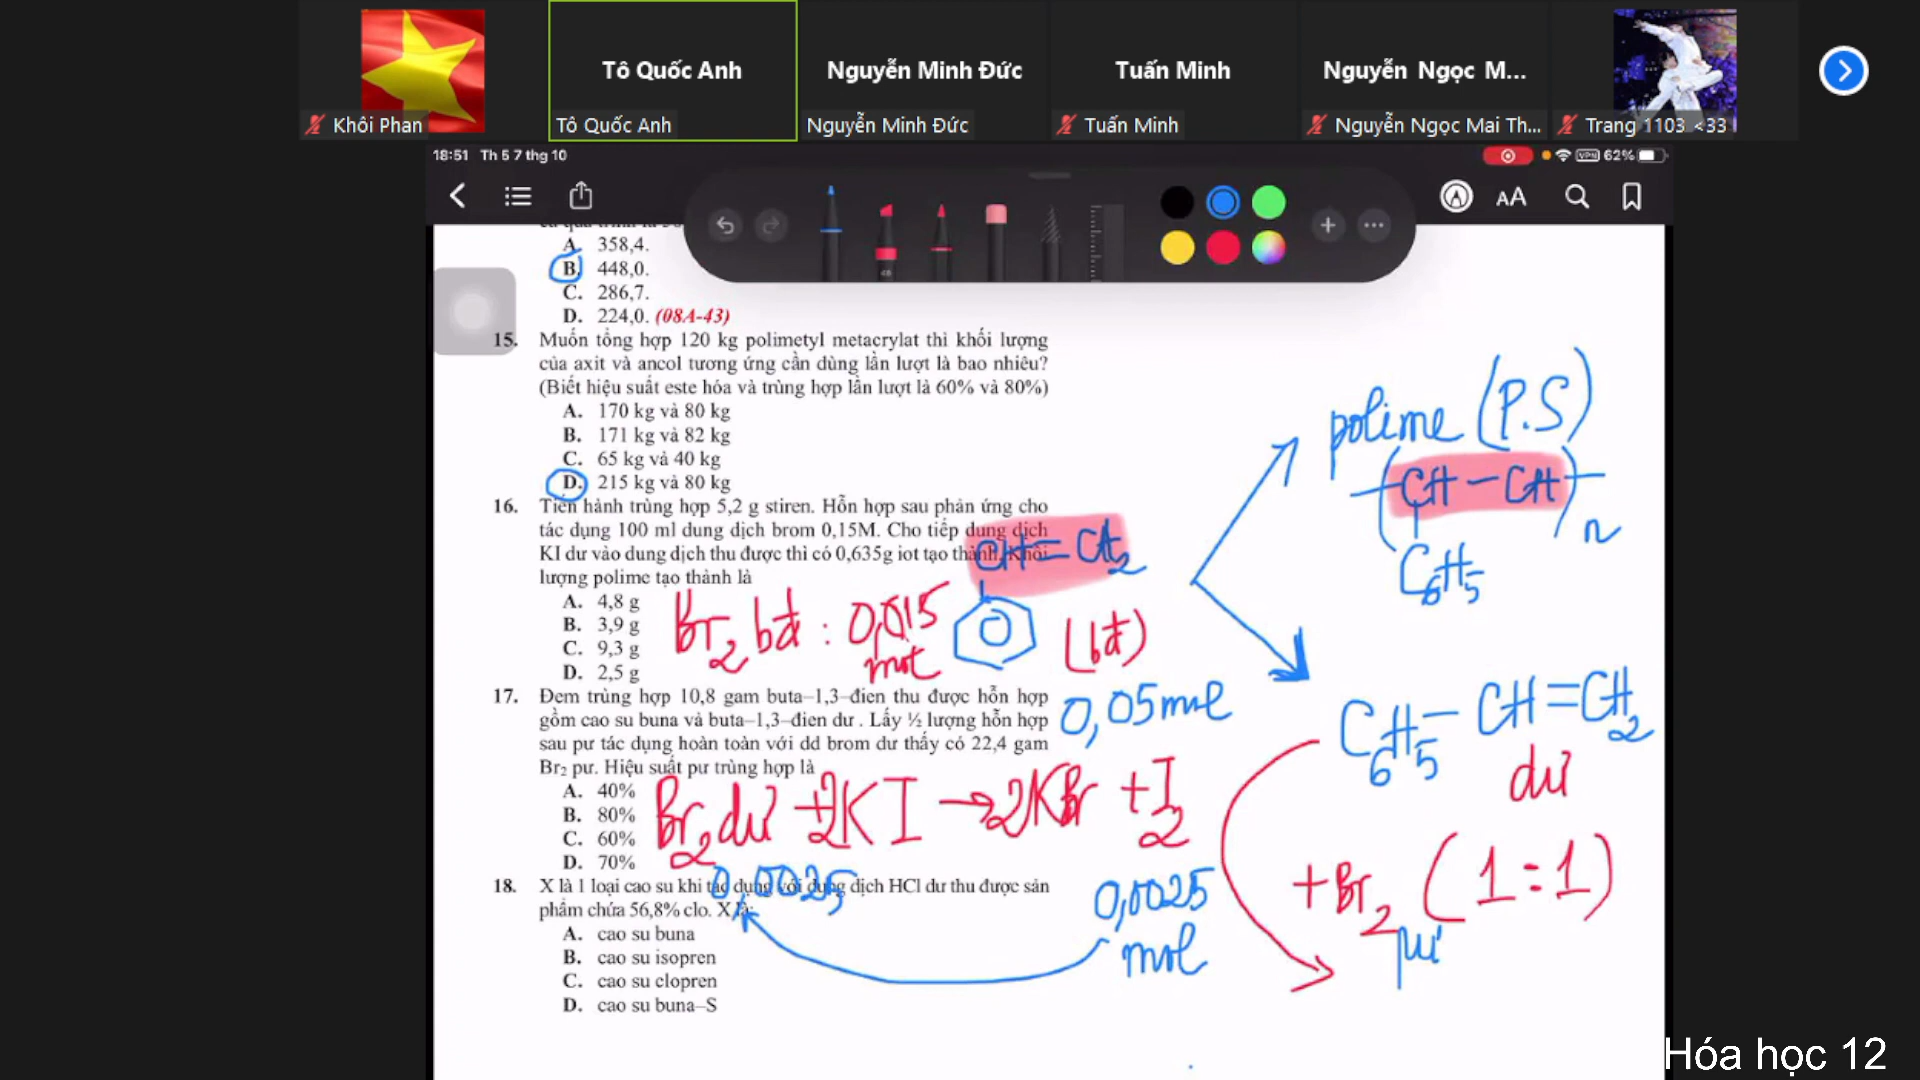 Tô Quốc Anh
Nguyễn Minh Đức
Tuấn Minh
Nguyễn Ngọc M...
Khôi Phan
Tô Quốc Anh
Nguyễn Minh Đức
Tuấn Minh
Nguyễn Ngọc Mai Th...
Trang 1103 <33
18:51 Th 5 7 thg 10
VPN 62%
AA
A. 358,4.
B. 448,0.
C. 286,7.
D. 224,0. (08A-43)
15. Muốn tổng hợp 120 kg polimetyl metacrylat thì khối lượng
của axit và ancol tương ứng cần dùng lần lượt là bao nhiêu?
(Biết hiệu suất este hóa và trùng hợp lần lượt là 60% và 80%)
A. 170 kg và 80 kg
B. 171 kg và 82 kg
C. 65 kg và 40 kg
D. 215 kg và 80 kg
16. Tiến hành trùng hợp 5,2 g stiren. Hỗn hợp sau phản ứng cho
tác dụng 100 ml dung dịch brom 0,15M. Cho tiếp dung dịch
KI dư vào dung dịch thu được thì có 0,635g iot tạo thành. Khối
lượng polime tạo thành là
A. 4,8 g
B. 3,9 g
C. 9,3 g
D. 2,5 g
17. Đem trùng hợp 10,8 gam buta–1,3–đien thu được hỗn hợp
gồm cao su buna và buta–1,3–đien dư . Lấy ½ lượng hỗn hợp
sau pư tác dụng hoàn toàn với dd brom dư thấy có 22,4 gam
Br₂ pư. Hiệu suất pư trùng hợp là
A. 40%
B. 80%
C. 60%
D. 70%
18. X là 1 loại cao su khi tác dụng với dung dịch HCl dư thu được sản
phẩm chứa 56,8% clo. X là:
A. cao su buna
B. cao su isopren
C. cao su clopren
D. cao su buna–S
CH=CH₂
Br₂ bđ : 0,015
mol
(bđ)
0,05 mol
Br₂ dư + 2KI → 2KBr + I₂
0,0025
0,0025
mol
polime (P.S)
(CH–CH)n
C₆H₅
C₆H₅–CH=CH₂
dư
+Br₂ (1:1)
pư
Hóa học 12